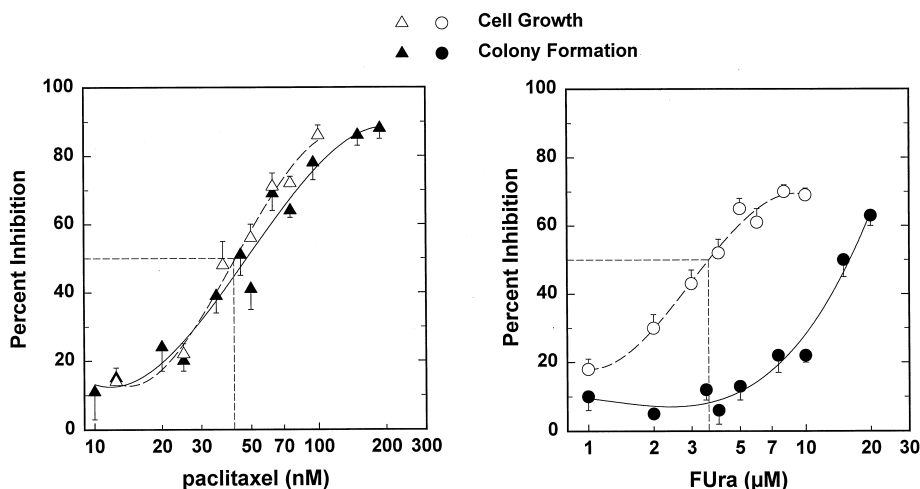 Cell Growth
Colony Formation
Percent Inhibition
100
80
60
40
20
0
10 20 30 50 70 100 200 300
paclitaxel (nM)
Percent Inhibition
100
80
60
40
20
0
1 2 3 5 7 10 20 30
FUra (µM)